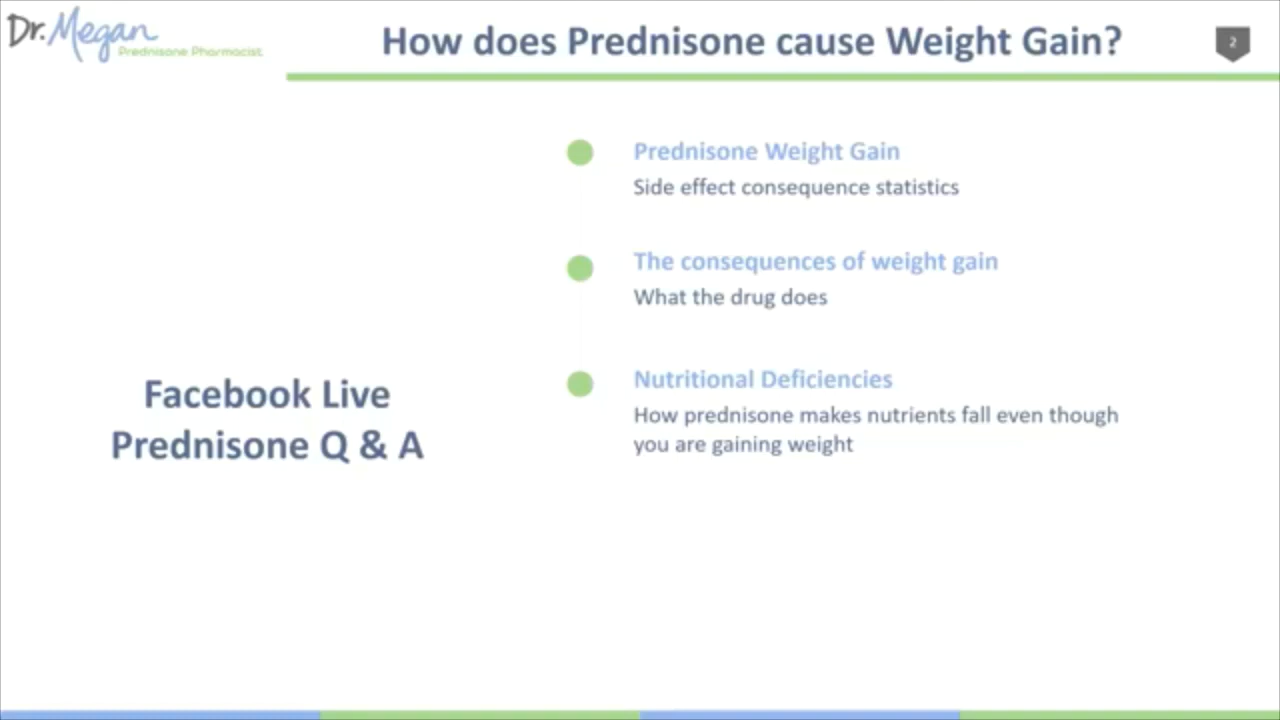 Dr. Megan
Prednisone Pharmacist
How does Prednisone cause Weight Gain?
2
Prednisone Weight Gain
Side effect consequence statistics
The consequences of weight gain
What the drug does
Nutritional Deficiencies
How prednisone makes nutrients fall even though
you are gaining weight
Facebook Live
Prednisone Q & A